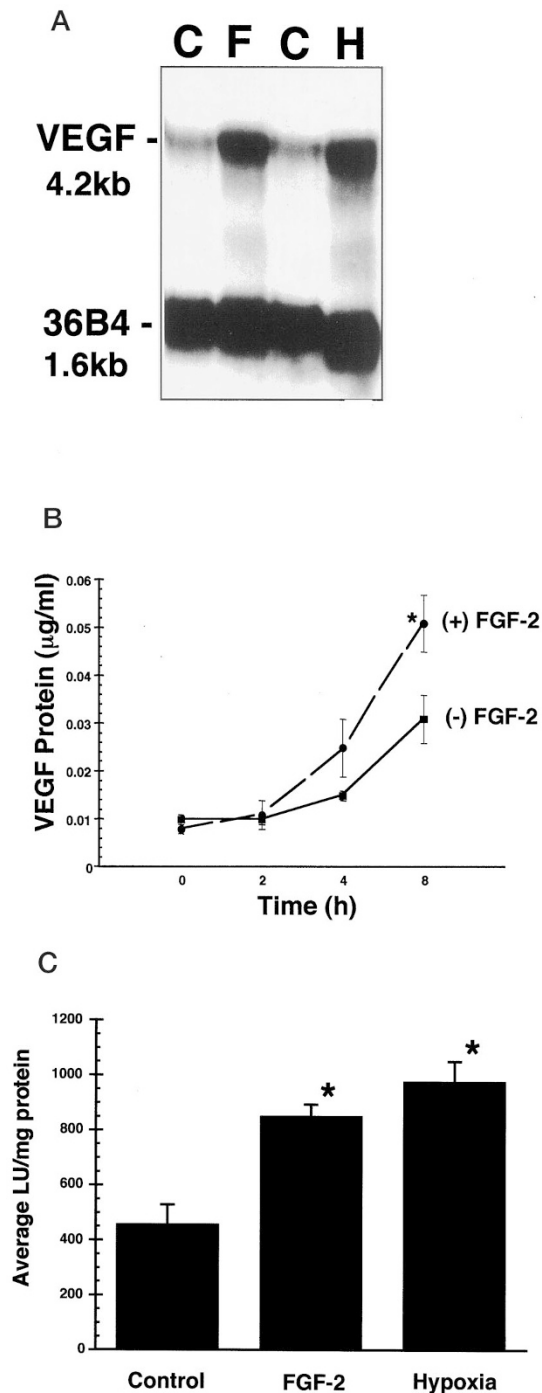 A
C F C H
VEGF -
4.2kb
36B4 -
1.6kb
B
VEGF Protein (µg/ml)
0.06
0.05
0.04
0.03
0.02
0.01
0
* (+) FGF-2
(-) FGF-2
0 2 4 8
Time (h)
C
Average LU/mg protein
1200
1000
800
600
400
200
0
* *
Control FGF-2 Hypoxia